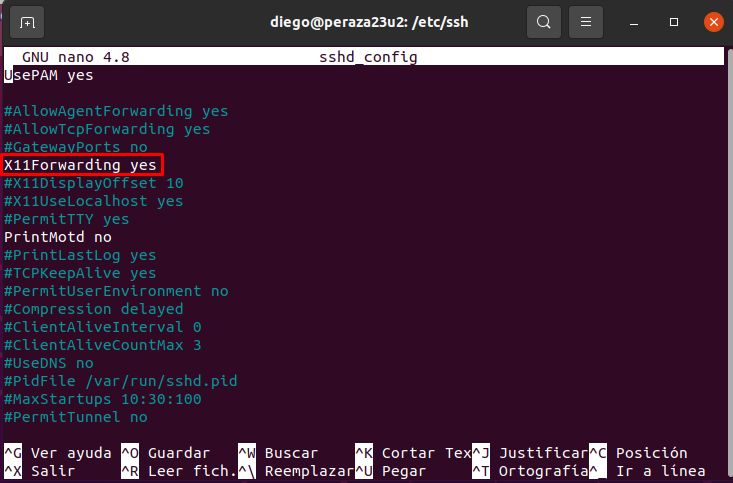 diego@peraza23u2: /etc/ssh
GNU nano 4.8 sshd_config
UsePAM yes
#AllowAgentForwarding yes
#AllowTcpForwarding yes
#GatewayPorts no
X11Forwarding yes
#X11DisplayOffset 10
#X11UseLocalhost yes
#PermitTTY yes
PrintMotd no
#PrintLastLog yes
#TCPKeepAlive yes
#PermitUserEnvironment no
#Compression delayed
#ClientAliveInterval 0
#ClientAliveCountMax 3
#UseDNS no
#PidFile /var/run/sshd.pid
#MaxStartups 10:30:100
#PermitTunnel no
^G Ver ayuda ^O Guardar ^W Buscar ^K Cortar Tex^J Justificar^C Posición
^X Salir ^R Leer fich.^\ Reemplazar^U Pegar ^T Ortografía^_ Ir a línea